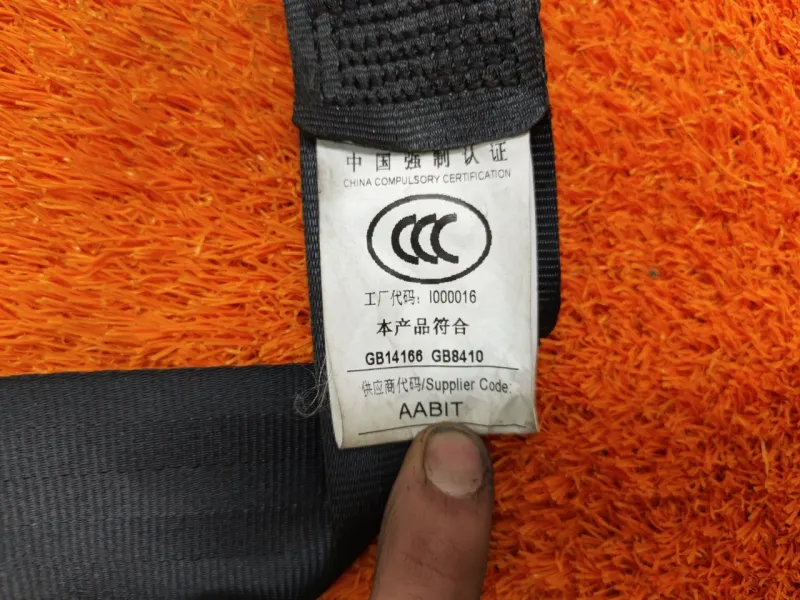 中国强制认证
CHINA COMPULSORY CERTIFICATION
CCC
工厂代码: I000016
本产品符合
GB14166 GB8410
供应商代码/Supplier Code:
AABIT